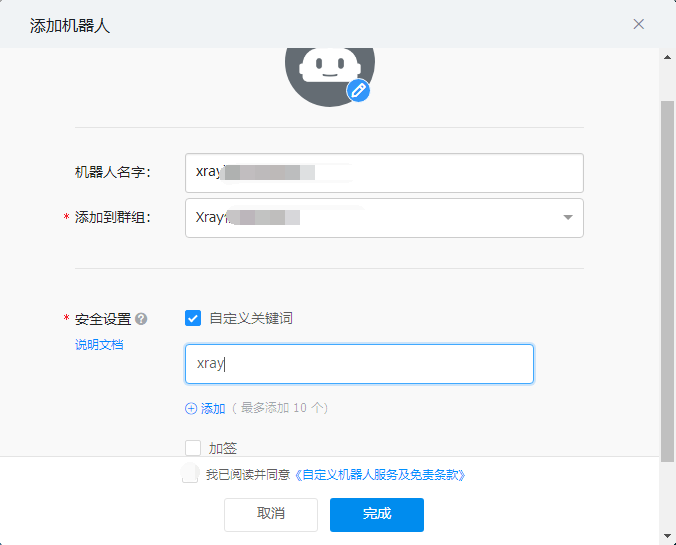 添加机器人
机器人名字:
xray
* 添加到群组:
Xray
* 安全设置 ?
自定义关键词
说明文档
xray
添加 ( 最多添加 10 个)
加签
我已阅读并同意《自定义机器人服务及免责条款》
取消
完成